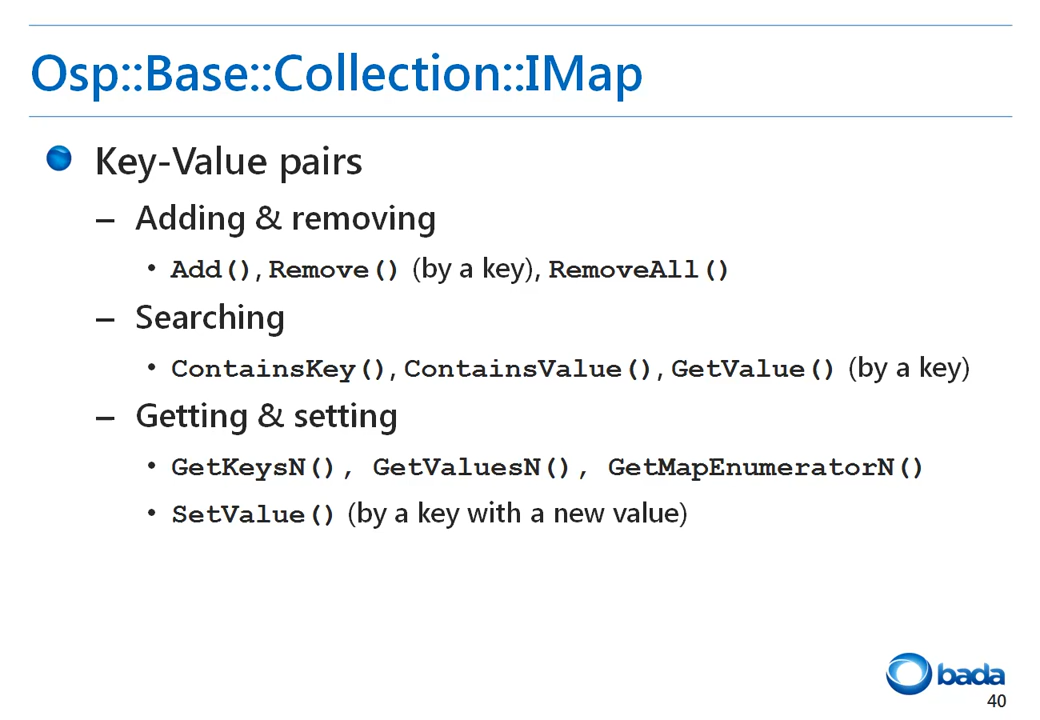 Osp::Base::Collection::IMap
Key-Value pairs
– Adding & removing
• Add(), Remove() (by a key), RemoveAll()
– Searching
• ContainsKey(), ContainsValue(), GetValue() (by a key)
– Getting & setting
• GetKeysN(), GetValuesN(), GetMapEnumeratorN()
• SetValue() (by a key with a new value)
bada
40